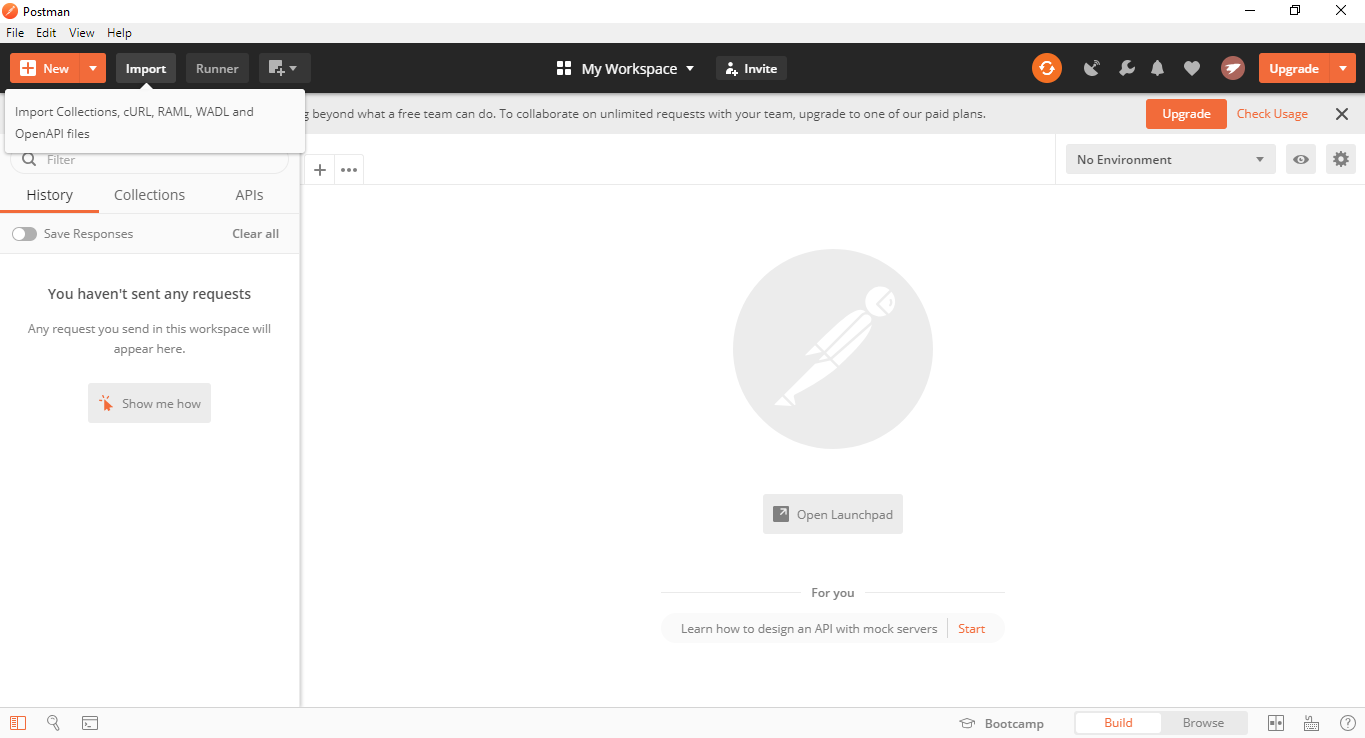 Postman
File Edit View Help
New Import Runner My Workspace Invite Upgrade
Import Collections, cURL, RAML, WADL and
OpenAPI files
beyond what a free team can do. To collaborate on unlimited requests with your team, upgrade to one of our paid plans. Upgrade Check Usage
Filter
No Environment
History Collections APIs
Save Responses Clear all
You haven't sent any requests
Any request you send in this workspace will
appear here.
Show me how
Open Launchpad
For you
Learn how to design an API with mock servers Start
Bootcamp Build Browse